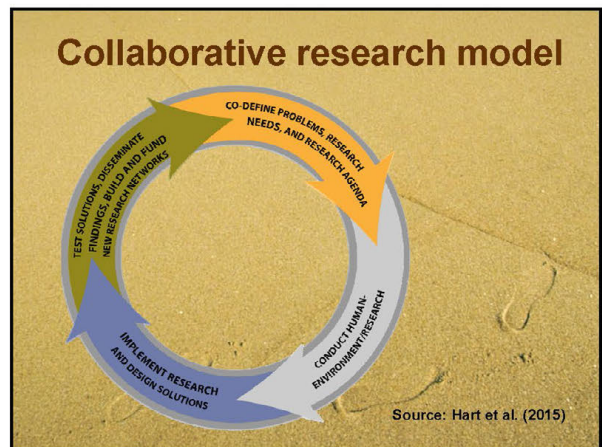 Collaborative research model
CO-DEFINE PROBLEMS, RESEARCH
NEEDS, AND RESEARCH AGENDA
CONDUCT HUMAN-
ENVIRONMENT/RESEARCH
IMPLEMENT RESEARCH
AND DESIGN SOLUTIONS
TEST SOLUTIONS, DISSEMINATE
FINDINGS, BUILD AND FUND
NEW RESEARCH NETWORKS
Source: Hart et al. (2015)